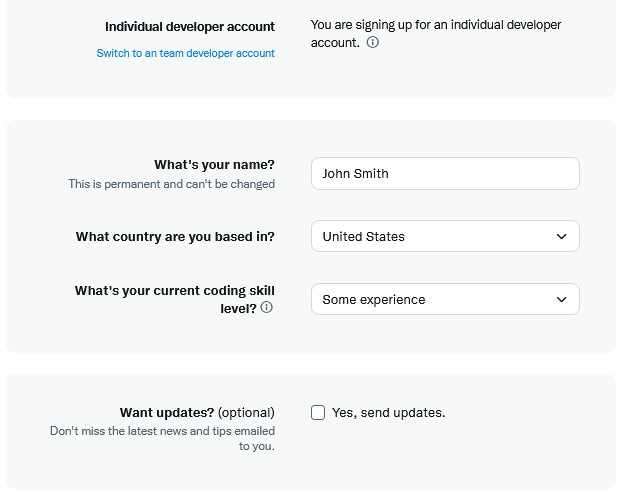 Individual developer account
Switch to an team developer account
You are signing up for an individual developer
account.
What's your name?
This is permanent and can't be changed
John Smith
What country are you based in?
United States
What's your current coding skill
level?
Some experience
Want updates? (optional)
Don't miss the latest news and tips emailed
to you.
Yes, send updates.